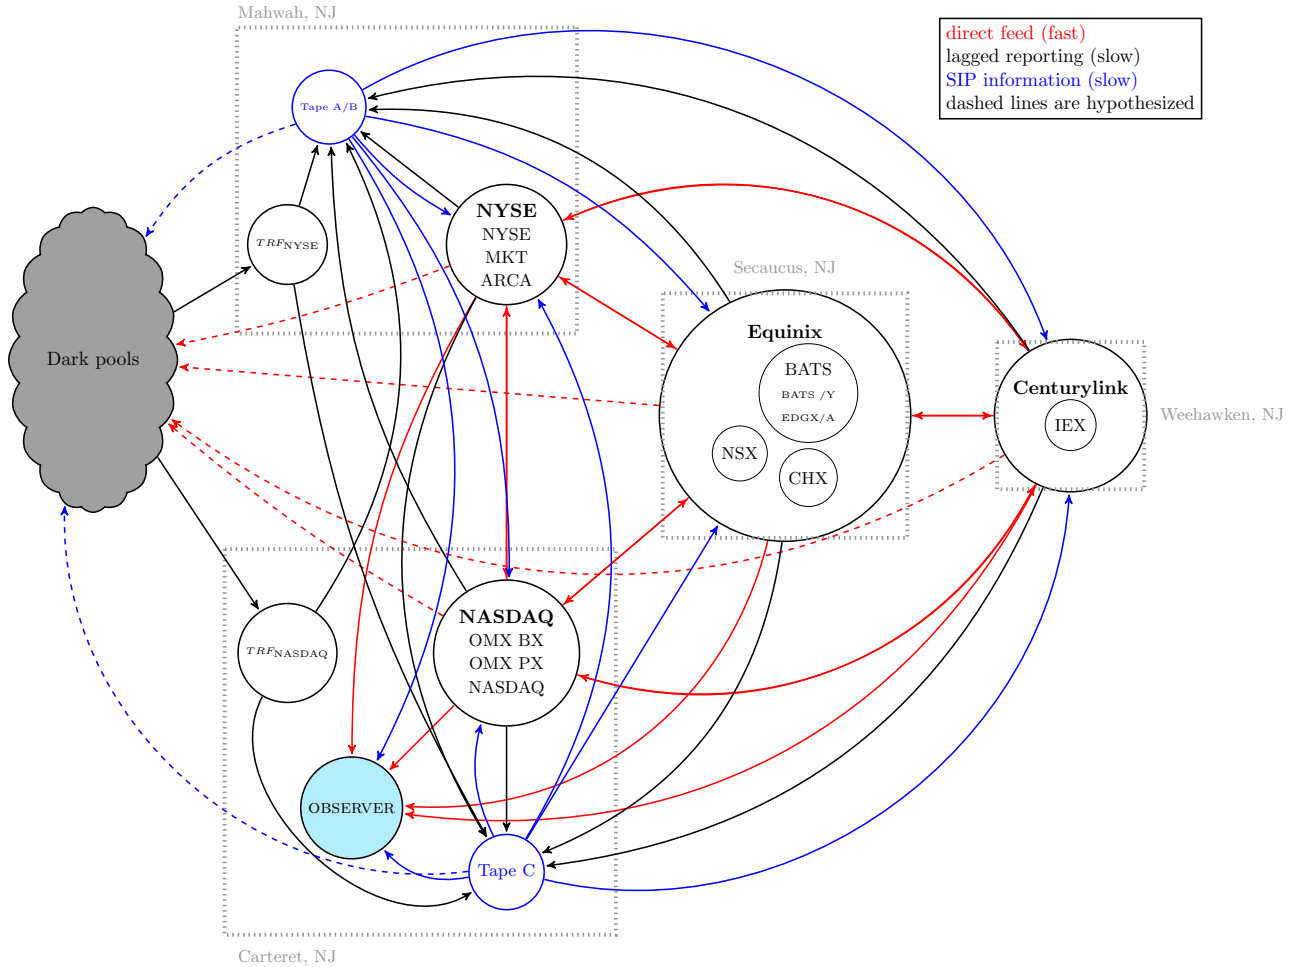 Mahwah, NJ
direct feed (fast)
lagged reporting (slow)
SIP information (slow)
dashed lines are hypothesized
Tape A/B
NYSE
NYSE
MKT
ARCA
TRF NYSE
Secaucus, NJ
Equinix
BATS
BATS /Y
EDGX/A
NSX
CHX
Dark pools
Centurylink
IEX
Weehawken, NJ
NASDAQ
OMX BX
OMX PX
NASDAQ
TRF NASDAQ
OBSERVER
Tape C
Carteret, NJ